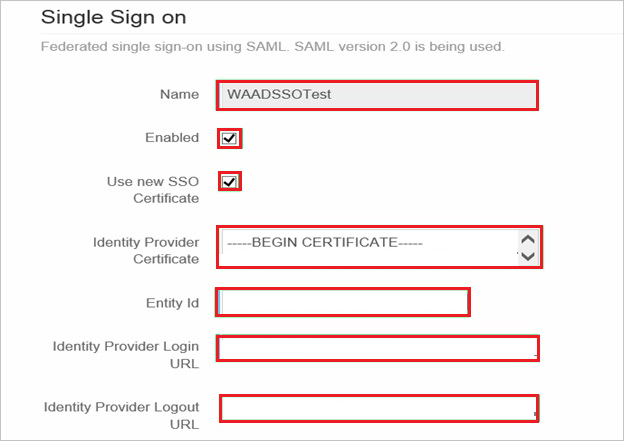 Single Sign on
Federated single sign-on using SAML. SAML version 2.0 is being used.
Name
WAADSSOTest
Enabled
Use new SSO
Certificate
Identity Provider
Certificate
-----BEGIN CERTIFICATE-----
Entity Id
Identity Provider Login
URL
Identity Provider Logout
URL